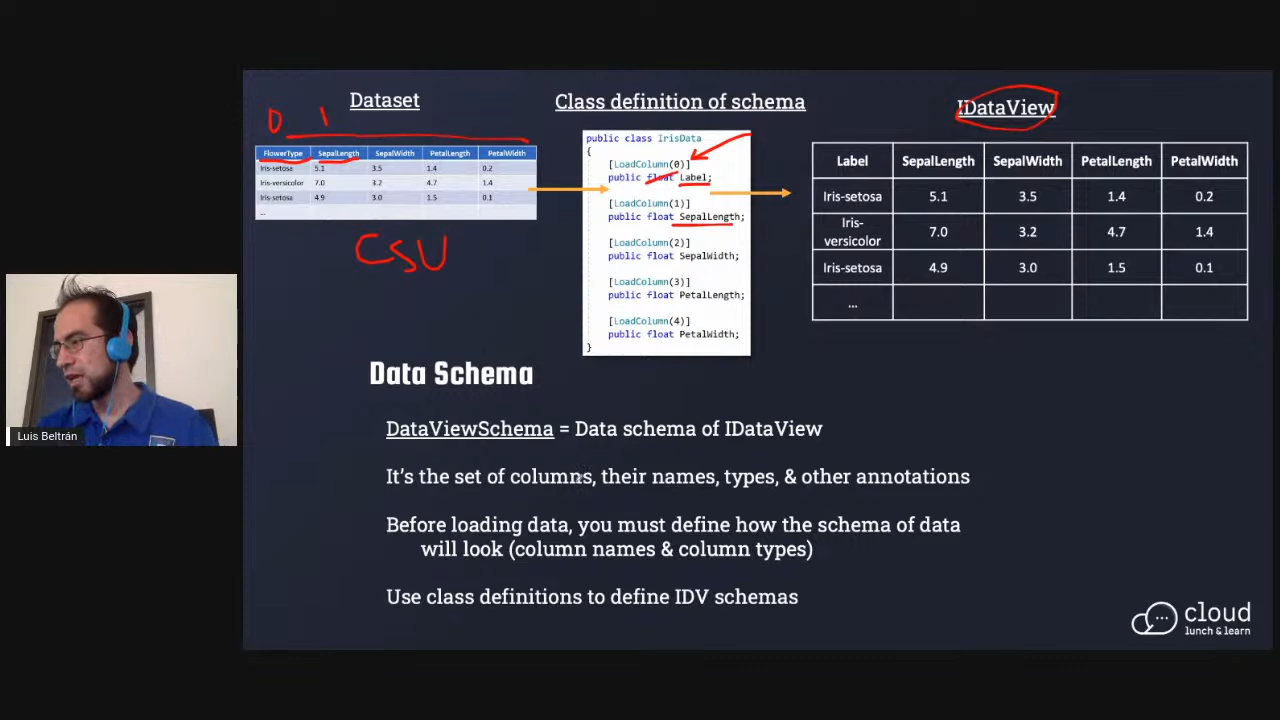 Dataset
Class definition of schema
IDataView
0 1
FlowerType SepalLength SepalWidth PetalLength PetalWidth
Iris-setosa 5.1 3.5 1.4 0.2
Iris-versicolor 7.0 3.2 4.7 1.4
Iris-setosa 4.9 3.0 1.5 0.1
...
CSV
public class IrisData
{
[LoadColumn(0)]
public float Label;
[LoadColumn(1)]
public float SepalLength;
[LoadColumn(2)]
public float SepalWidth;
[LoadColumn(3)]
public float PetalLength;
[LoadColumn(4)]
public float PetalWidth;
}
Label SepalLength SepalWidth PetalLength PetalWidth
Iris-setosa 5.1 3.5 1.4 0.2
Iris-
versicolor 7.0 3.2 4.7 1.4
Iris-setosa 4.9 3.0 1.5 0.1
...
Luis Beltrán
Data Schema
DataViewSchema = Data schema of IDataView
It's the set of columns, their names, types, & other annotations
Before loading data, you must define how the schema of data
will look (column names & column types)
Use class definitions to define IDV schemas
cloud
lunch & learn